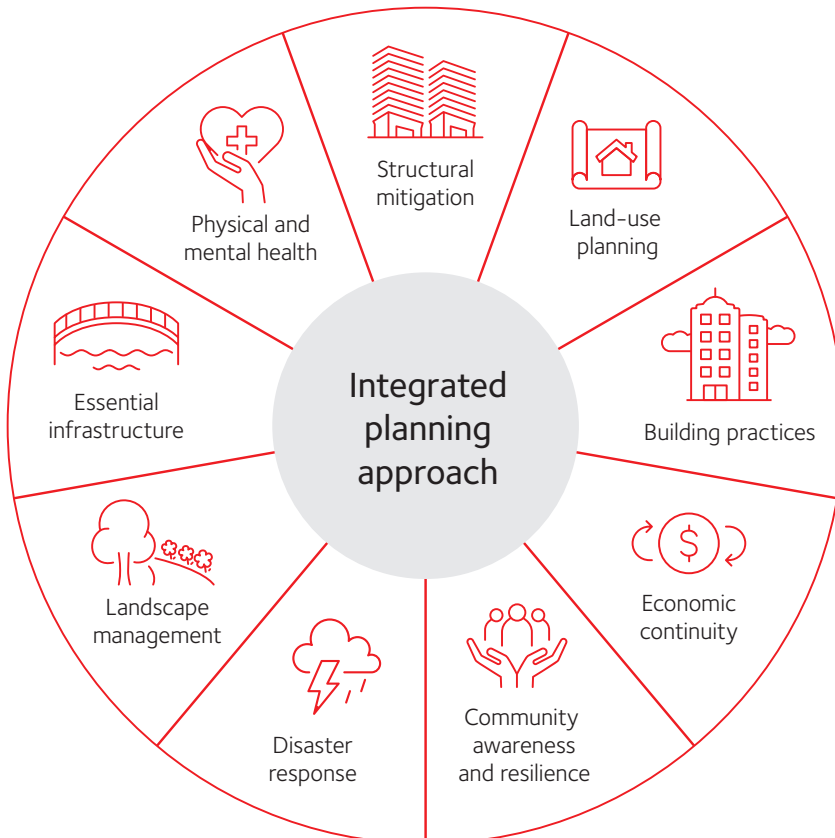 Structural
mitigation
Land-use
planning
Building practices
Economic
continuity
Community
awareness
and resilience
Disaster
response
Landscape
management
Essential
infrastructure
Physical and
mental health
Integrated
planning
approach
$